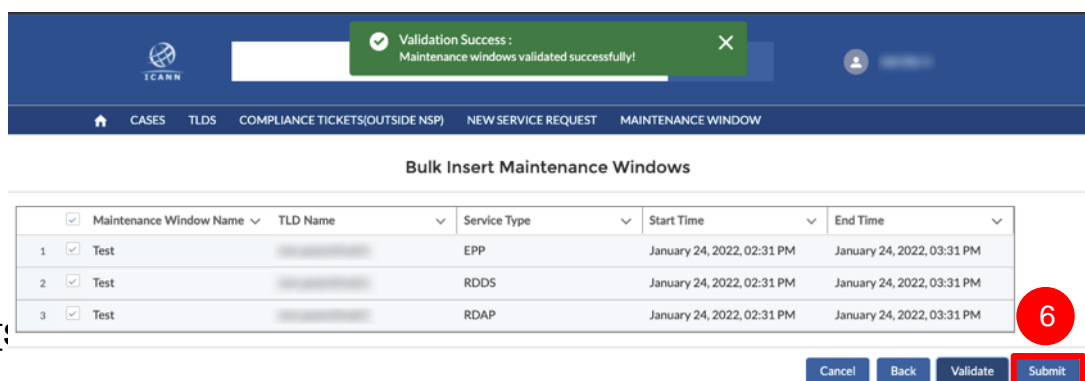 Validation Success :
Maintenance windows validated successfully!
ICANN
CASES TLDS COMPLIANCE TICKETS(OUTSIDE NSP) NEW SERVICE REQUEST MAINTENANCE WINDOW
Bulk Insert Maintenance Windows
Maintenance Window Name TLD Name Service Type Start Time End Time
1 Test EPP January 24, 2022, 02:31 PM January 24, 2022, 03:31 PM
2 Test RDDS January 24, 2022, 02:31 PM January 24, 2022, 03:31 PM
3 Test RDAP January 24, 2022, 02:31 PM January 24, 2022, 03:31 PM
6
Cancel Back Validate Submit